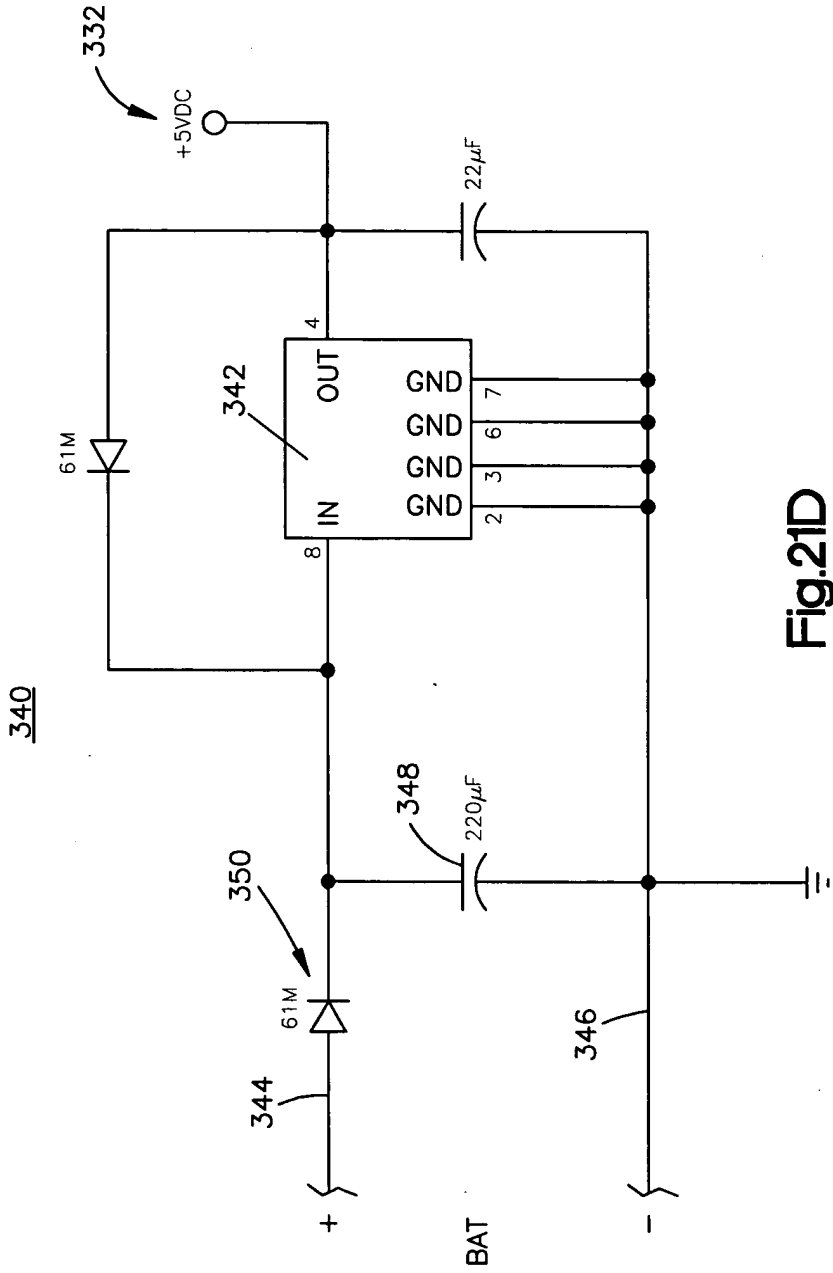 340
332
+5VDC
61M
342
4
OUT
IN
8
GND
GND
GND
GND
2
3
6
7
22µF
350
61M
344
348
220µF
346
+
BAT
-
Fig.21D